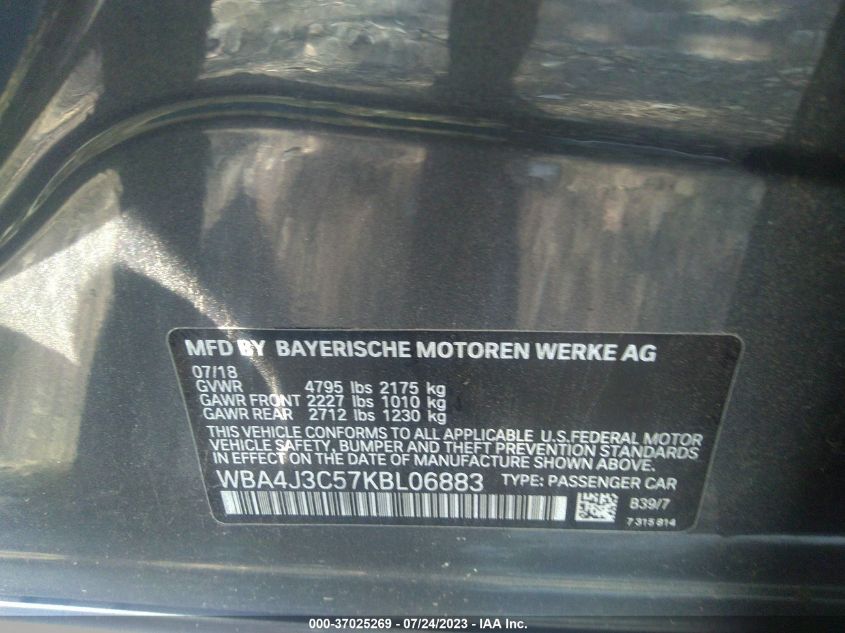 MFD BY BAYERISCHE MOTOREN WERKE AG
07/18
GVWR 4795 lbs 2175 kg
GAWR FRONT 2227 lbs 1010 kg
GAWR REAR 2712 lbs 1230 kg
THIS VEHICLE CONFORMS TO ALL APPLICABLE U.S.FEDERAL MOTOR
VEHICLE SAFETY, BUMPER AND THEFT PREVENTION STANDARDS
IN EFFECT ON THE DATE OF MANUFACTURE SHOWN ABOVE.
WBA4J3C57KBL06883 TYPE: PASSENGER CAR
B39/7
7 315 814
000-37025269 - 07/24/2023 - IAA Inc.